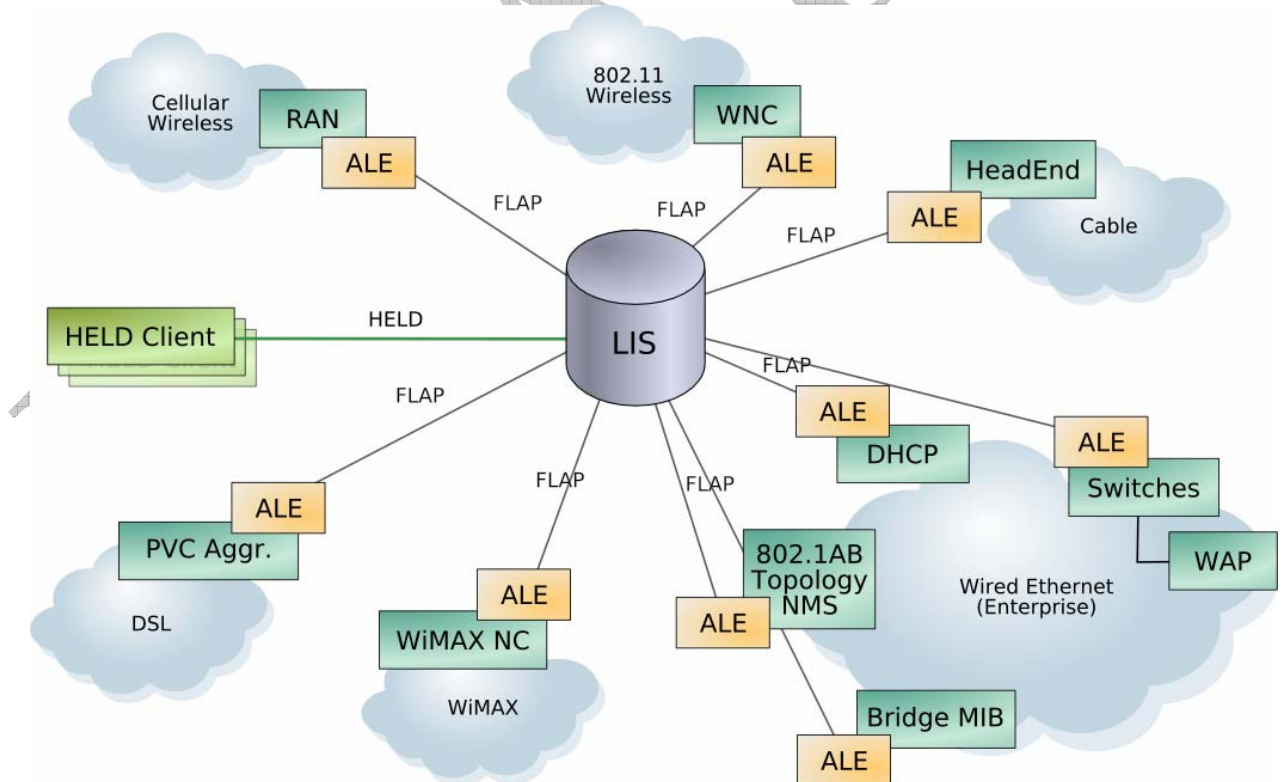 802.11
Wireless
Cellular
Wireless
RAN
ALE
WNC
ALE
HeadEnd
ALE
Cable
FLAP
FLAP
FLAP
HELD Client
HELD
LIS
FLAP
FLAP
ALE
DHCP
ALE
Switches
WAP
ALE
PVC Aggr.
DSL
FLAP
ALE
WiMAX NC
WiMAX
FLAP
802.1AB
Topology
NMS
ALE
Wired Ethernet
(Enterprise)
Bridge MIB
ALE